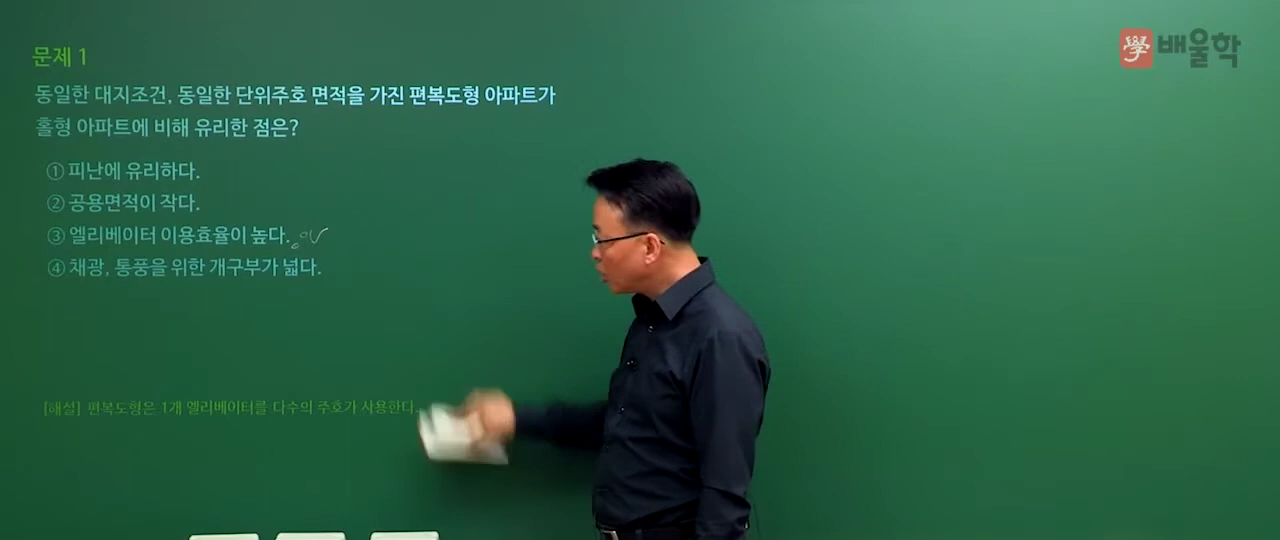 學배울학
문제 1
동일한 대지조건, 동일한 단위주호 면적을 가진 편복도형 아파트가
홀형 아파트에 비해 유리한 점은?
① 피난에 유리하다.
② 공용면적이 작다.
③ 엘리베이터 이용효율이 높다.
④ 채광, 통풍을 위한 개구부가 넓다.
[해설] 편복도형은 1개 엘리베이터를 다수의 주호가 사용한다.